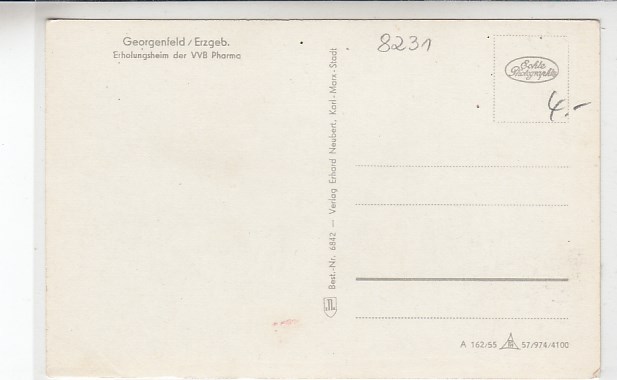 Georgenfeld / Erzgeb.
Erholungsheim der VVB Pharma
8231
Echte
Photographie
4.-
Best.-Nr. 6842 — Verlag Erhard Neubert, Karl-Marx-Stadt
A 162/55 57/974/4100